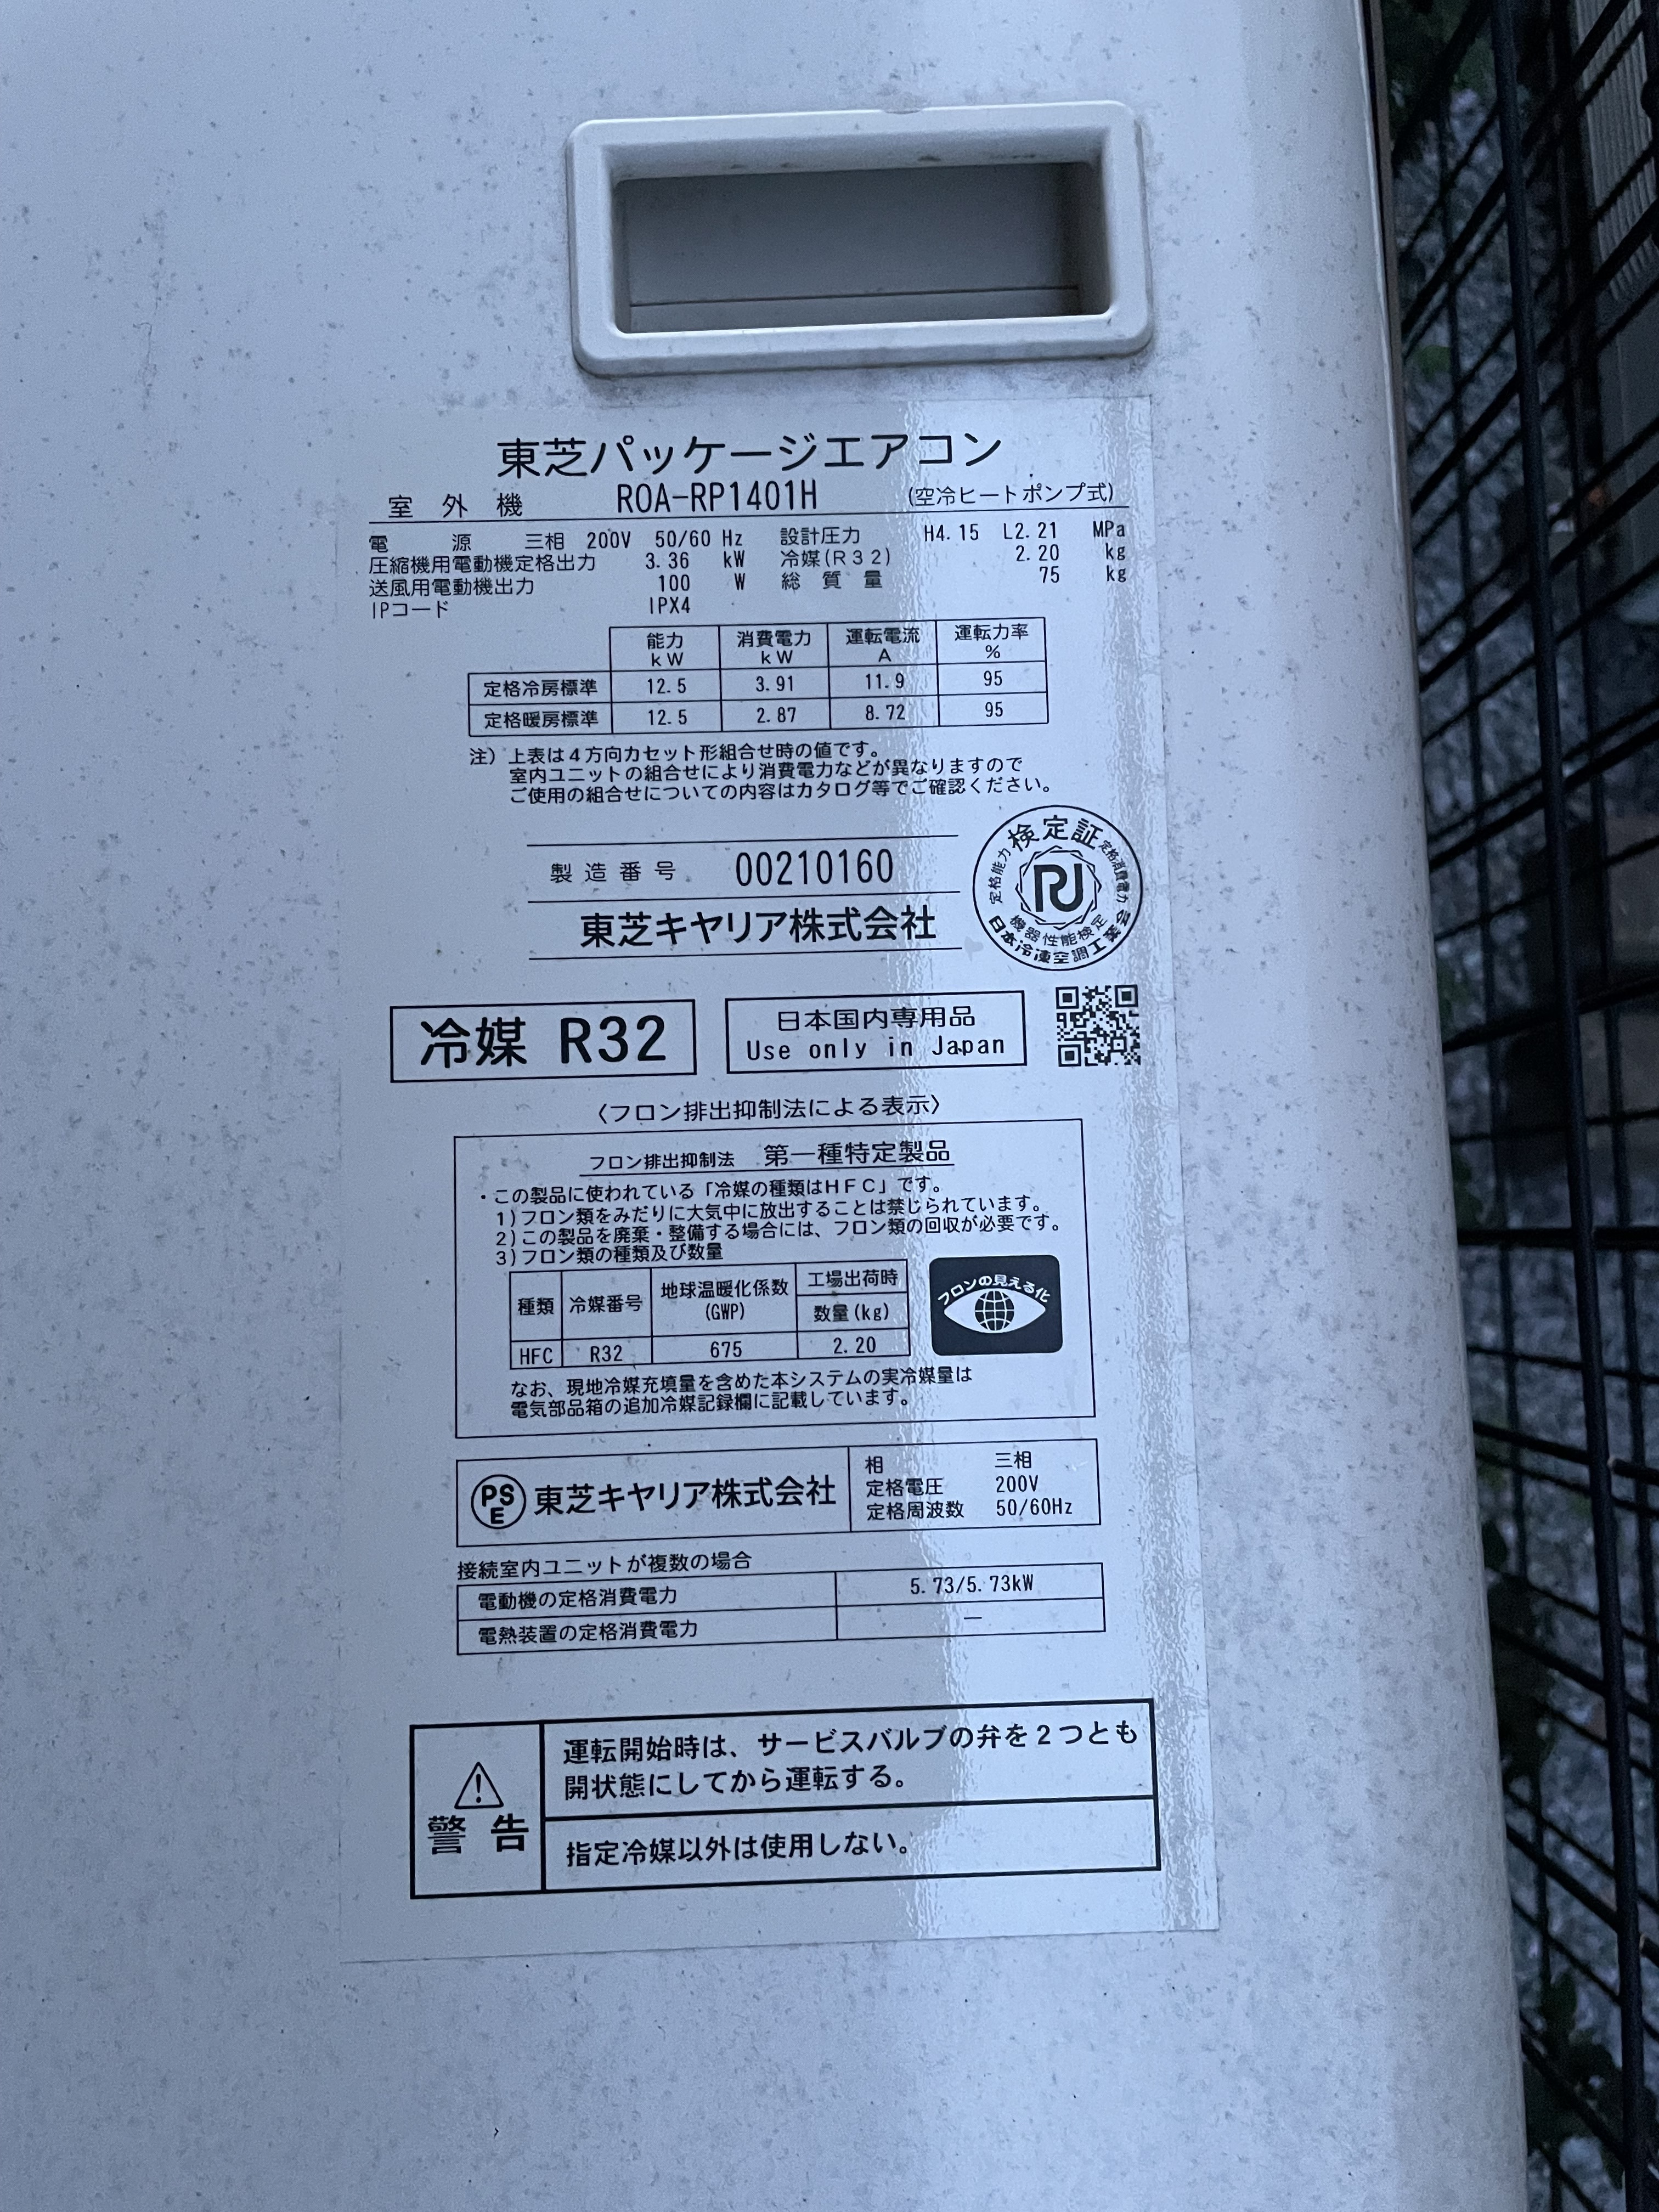 東芝パッケージエアコン
室外機 ROA-RP1401H (空冷ヒートポンプ式)
電源 三相 200V 50/60 Hz 設計圧力 H4.15 L2.21 MPa
圧縮機用電動機定格出力 3.36 kW 冷媒(R32) 2.20 kg
送風用電動機出力 100 W 総質量 75 kg
IPコード IPX4
能力 kW 消費電力 kW 運転電流 A 運転力率 %
定格冷房標準 12.5 3.91 11.9 95
定格暖房標準 12.5 2.87 8.72 95
注) 上表は4方向カセット形組合せ時の値です。
室内ユニットの組合せにより消費電力などが異なりますので
ご使用の組合せについての内容はカタログ等でご確認ください。
製造番号 00210160
東芝キヤリア株式会社
検定証
定格能力
定格消費電力
機器性能検定
日本冷凍空調工業会
冷媒 R32
日本国内専用品
Use only in Japan
〈フロン排出抑制法による表示〉
フロン排出抑制法 第一種特定製品
・この製品に使われている「冷媒の種類はHFC」です。
1)フロン類をみだりに大気中に放出することは禁じられています。
2)この製品を廃棄・整備する場合には、フロン類の回収が必要です。
3)フロン類の種類及び数量
種類 冷媒番号 地球温暖化係数 (GWP) 工場出荷時 数量(kg)
HFC R32 675 2.20
フロンの見える化
なお、現地冷媒充填量を含めた本システムの実冷媒量は
電気部品箱の追加冷媒記録欄に記載しています。
PSE 東芝キヤリア株式会社
相 三相
定格電圧 200V
定格周波数 50/60Hz
接続室内ユニットが複数の場合
電動機の定格消費電力 5.73/5.73kW
電熱装置の定格消費電力 —
警告
運転開始時は、サービスバルブの弁を2つとも
開状態にしてから運転する。
指定冷媒以外は使用しない。